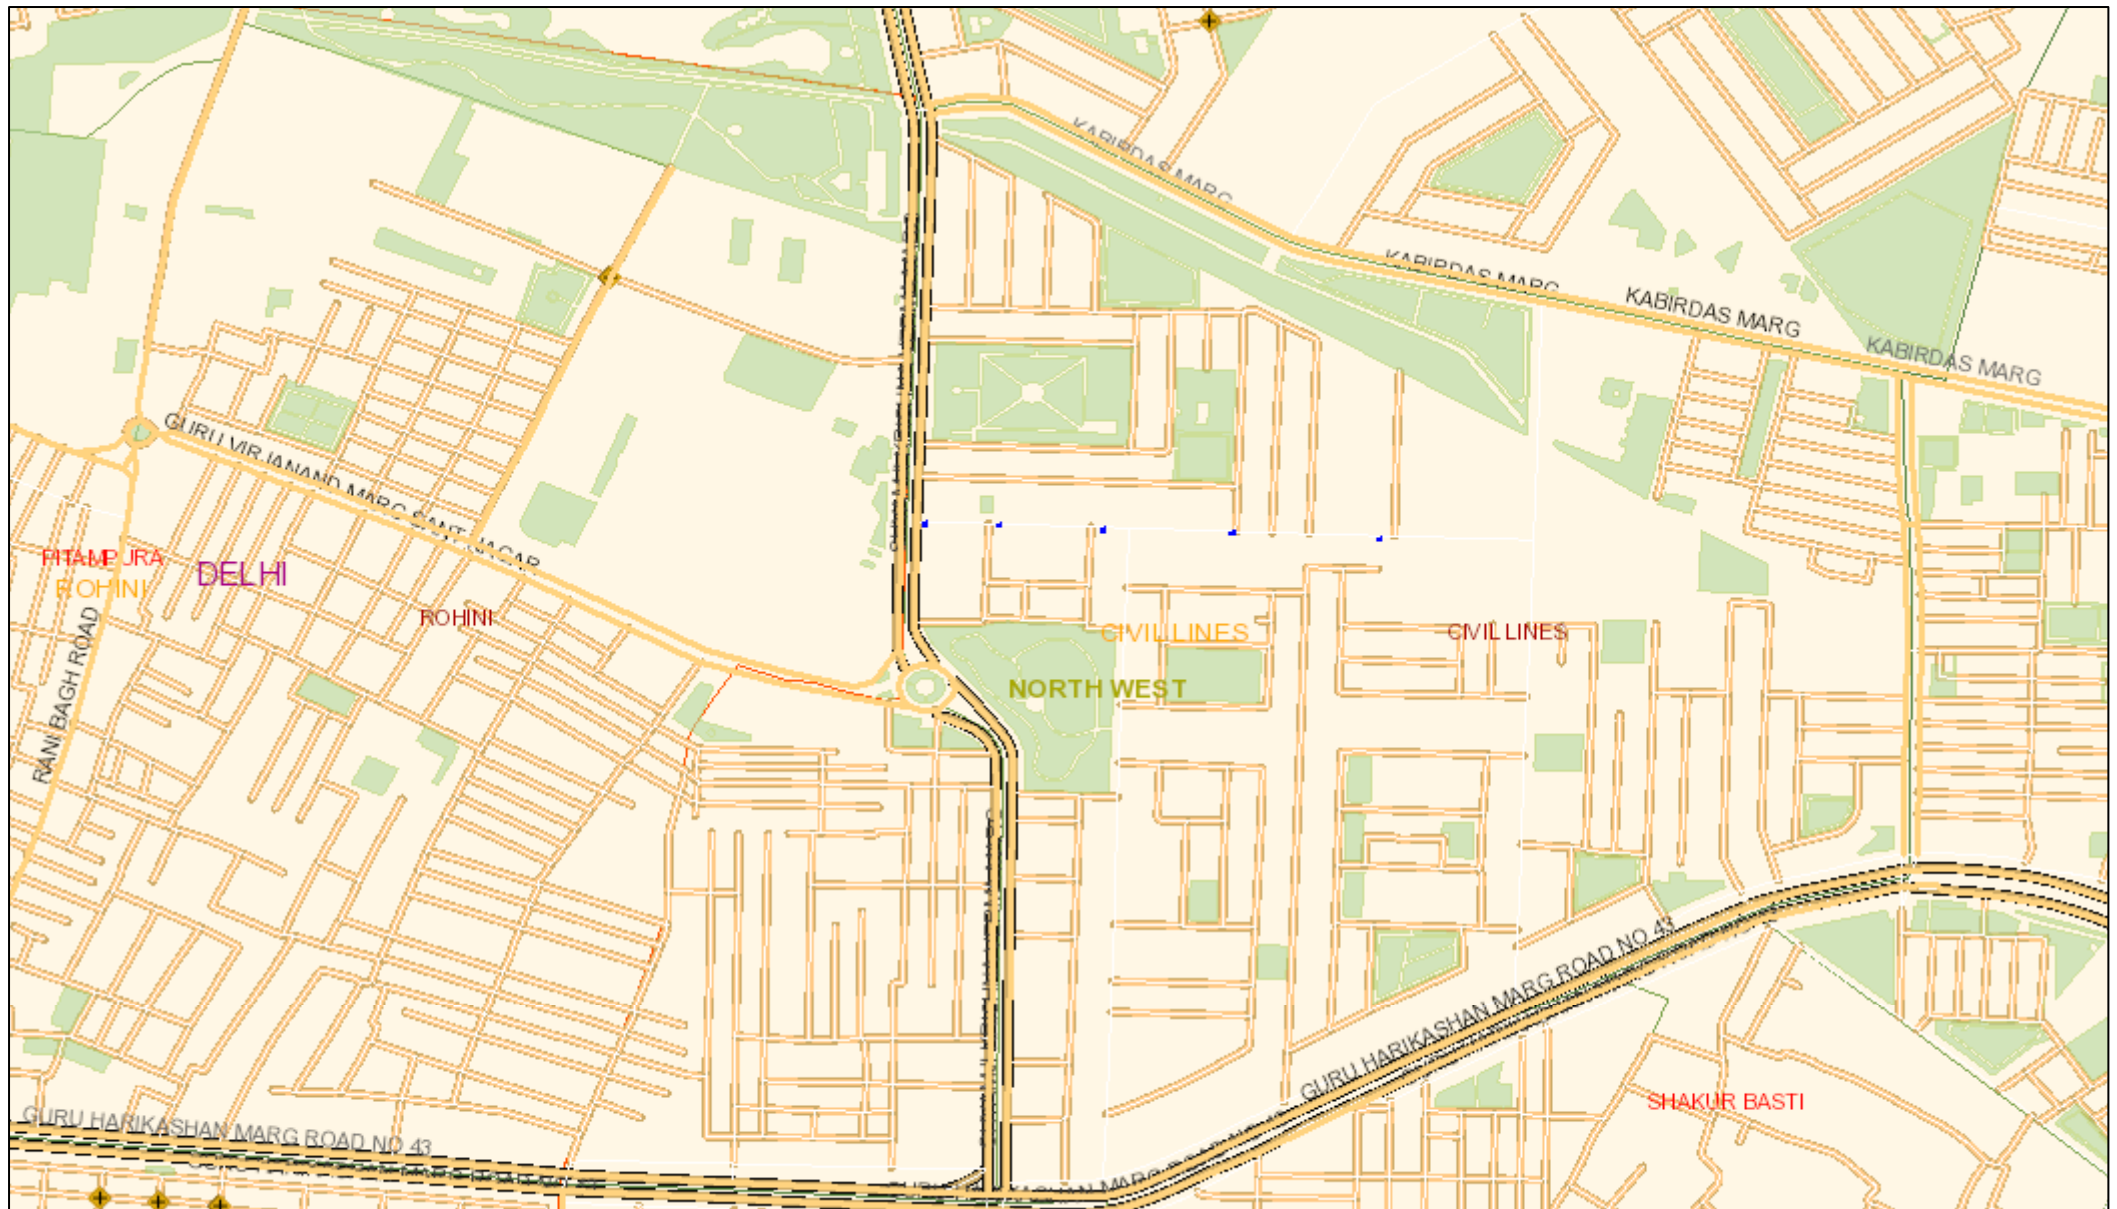 KABIRDAS MARG
KABIRDAS MARG
KABIRDAS MARG
KABIRDAS MARG
GURU VIRJANAND MARG SANT NAGAR
PITAMPURA
ROHINI
DELHI
ROHINI
CIVIL LINES
CIVIL LINES
NORTH WEST
RANI BAGH ROAD
GURU HARIKASHAN MARG ROAD NO 43
SHAKUR BASTI
GURU HARIKASHAN MARG ROAD NO 43